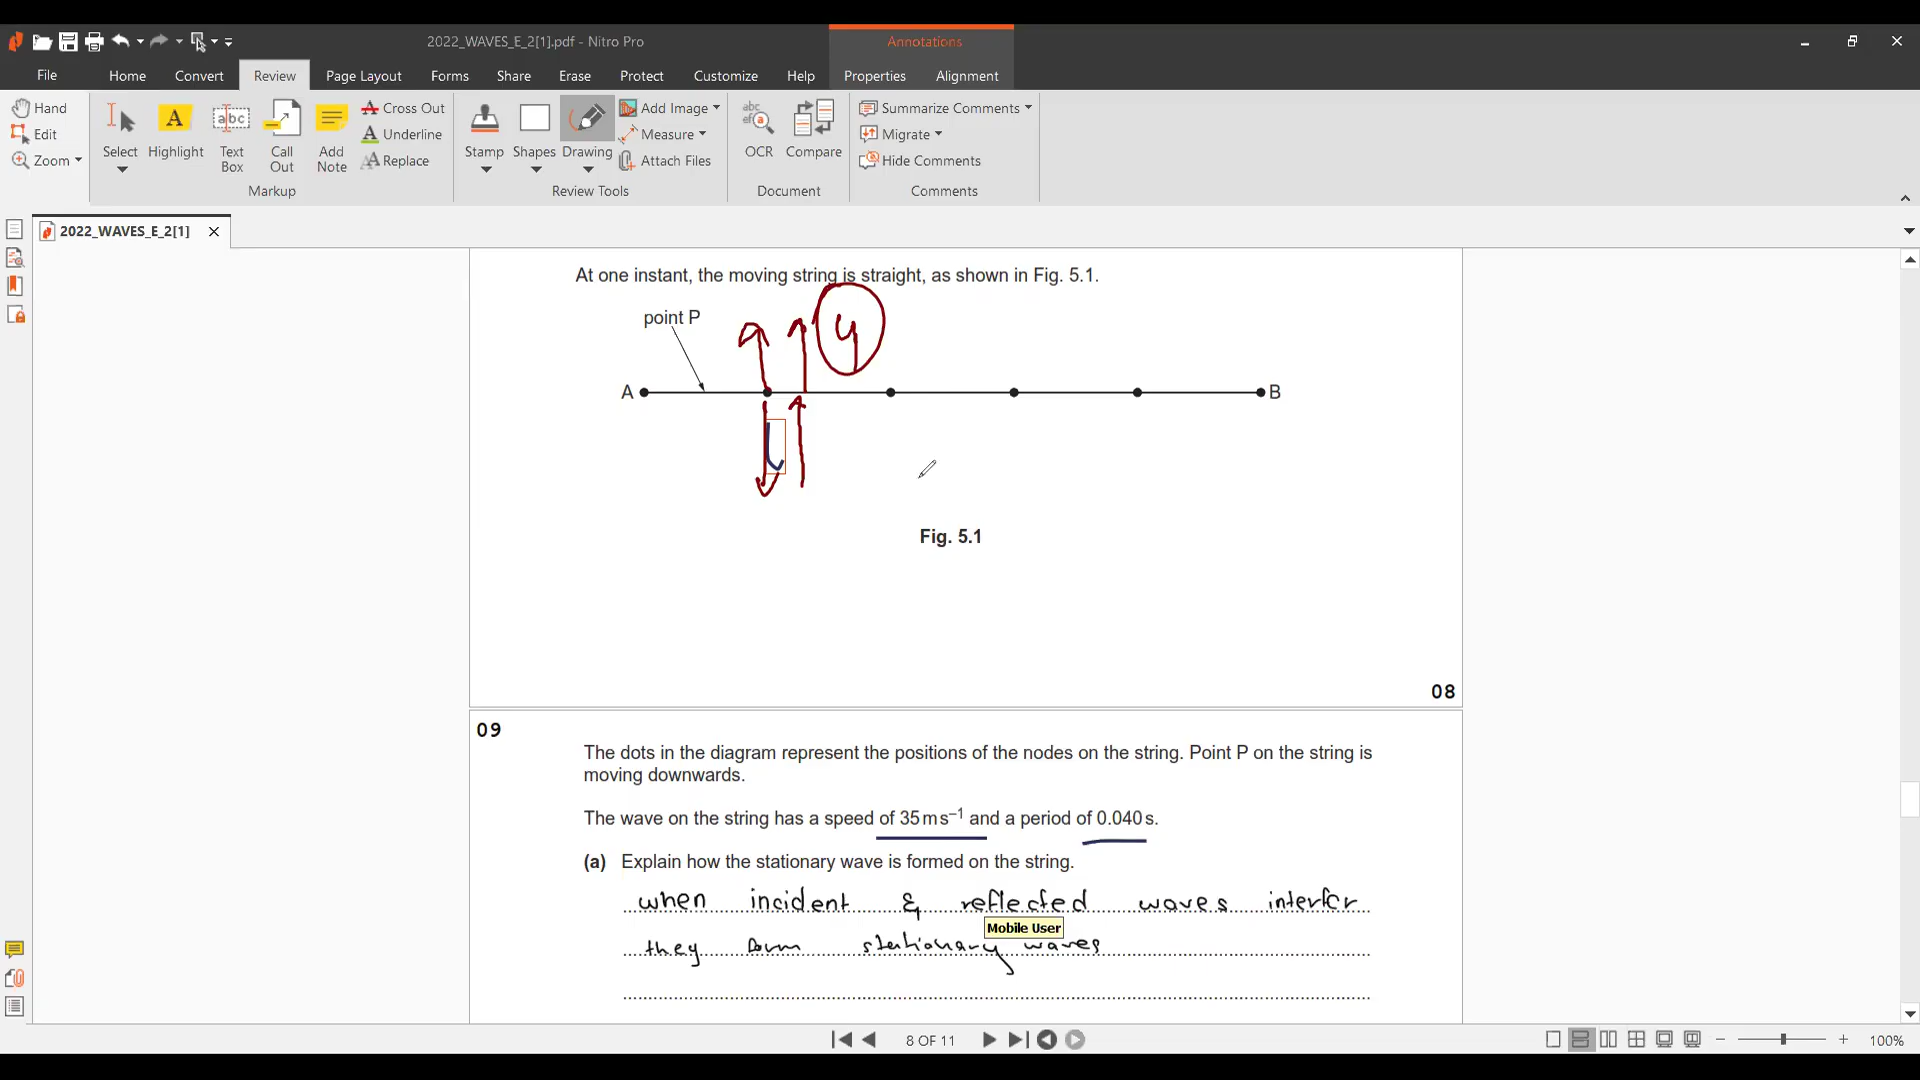 2022_WAVES_E_2[1].pdf - Nitro Pro
Annotations
File
Home
Convert
Review
Page Layout
Forms
Share
Erase
Protect
Customize
Help
Properties
Alignment
Hand
Edit
Zoom
Select
Highlight
Text Box
Call Out
Add Note
Cross Out
Underline
Replace
Markup
Stamp
Shapes
Drawing
Add Image
Measure
Attach Files
Review Tools
OCR
Compare
Document
Summarize Comments
Migrate
Hide Comments
Comments
2022_WAVES_E_2[1]
At one instant, the moving string is straight, as shown in Fig. 5.1.
point P
y
A
B
Fig. 5.1
08
09
The dots in the diagram represent the positions of the nodes on the string. Point P on the string is
moving downwards.
The wave on the string has a speed of 35 m s⁻¹ and a period of 0.040 s.
(a) Explain how the stationary wave is formed on the string.
when incident & reflected waves interfer
Mobile User
they stationary waves
8 OF 11
100%